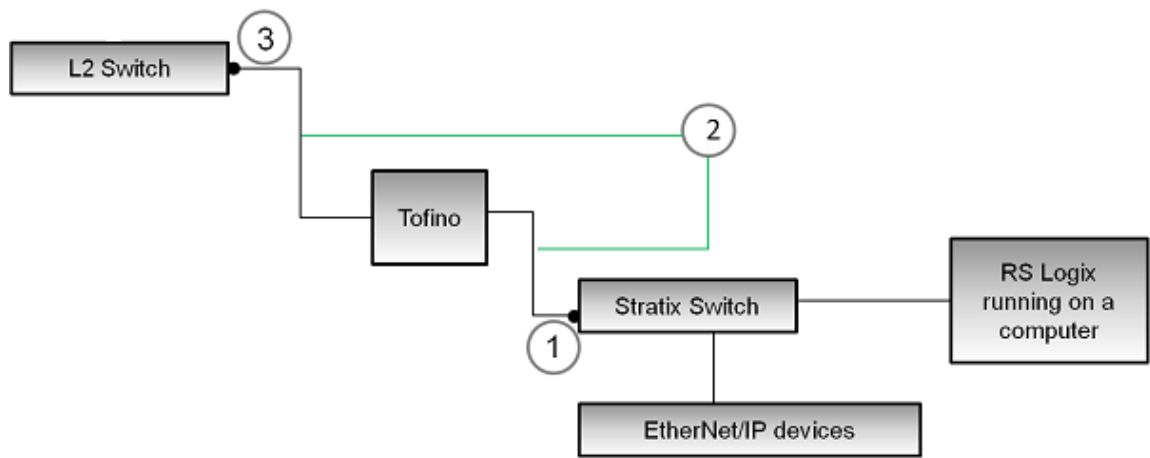 3
L2 Switch
2
Tofino
RS Logix
running on a
computer
Stratix Switch
1
EtherNet/IP devices